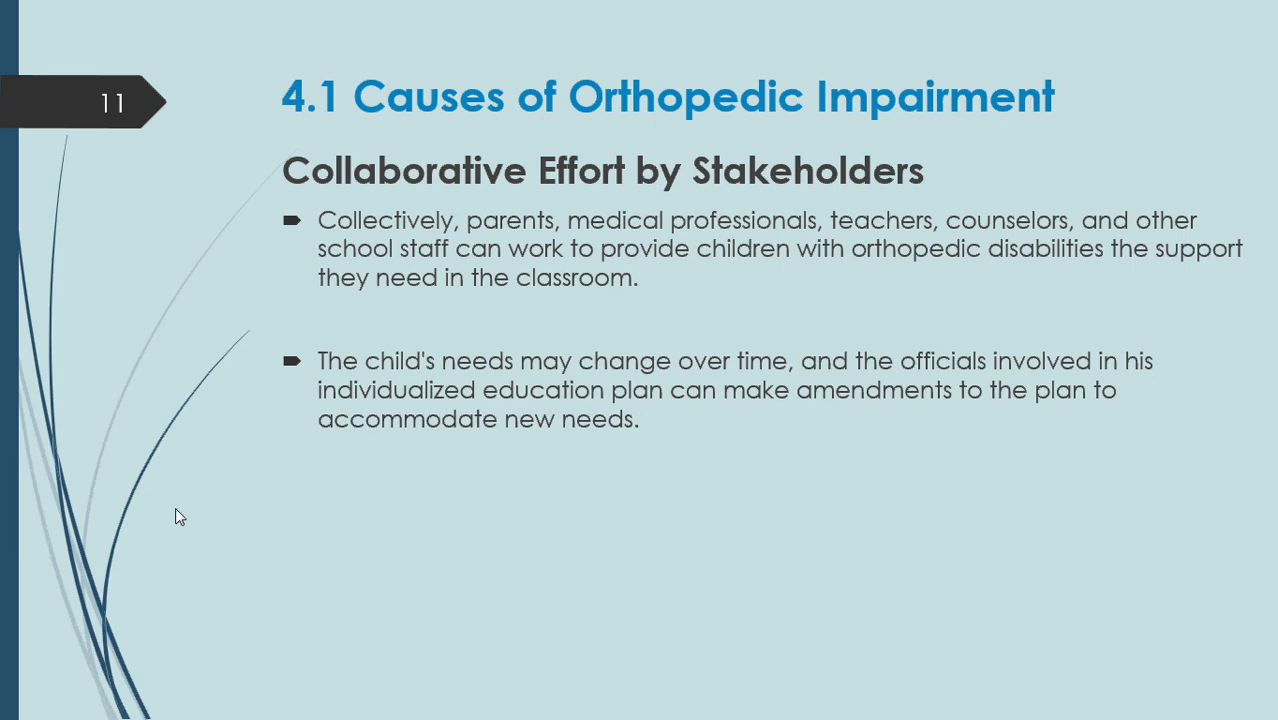 11
4.1 Causes of Orthopedic Impairment
Collaborative Effort by Stakeholders
Collectively, parents, medical professionals, teachers, counselors, and other
school staff can work to provide children with orthopedic disabilities the support
they need in the classroom.
The child's needs may change over time, and the officials involved in his
individualized education plan can make amendments to the plan to
accommodate new needs.